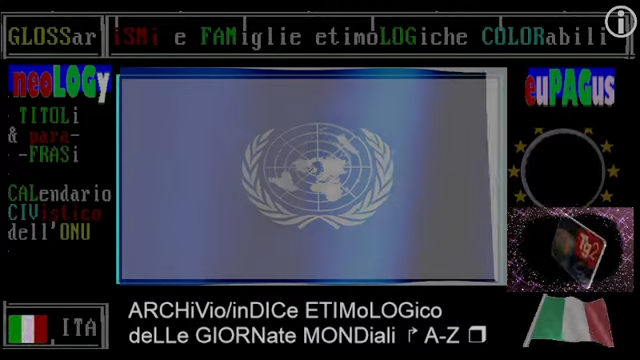 GLOSSar iSMi e FAMiglie etimoLOGiche COLORabili
i
neoLOGy
euPAGus
TITOLi
& para-
-FRASi
CALendario
CIVistico
dell'ONU
Tg2
ITA
ARCHiVio/inDICe ETIMoLOGico
deLLe GIORNate MONDiali ↱ A-Z ❒